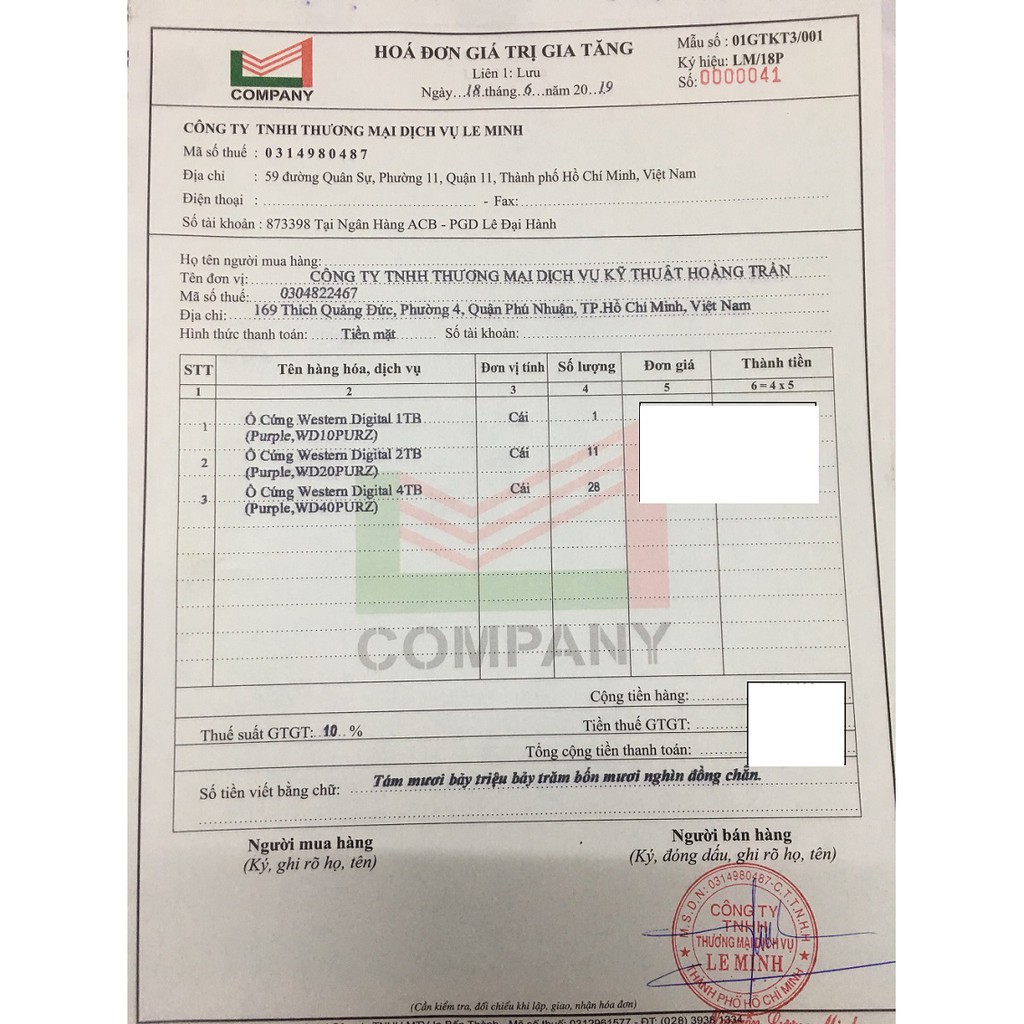 COMPANY
HOÁ ĐƠN GIÁ TRỊ GIA TĂNG
Liên 1: Lưu
Ngày...18.tháng..6...năm 20..19
Mẫu số : 01GTKT3/001
Ký hiệu: LM/18P
Số: 0000041
CÔNG TY TNHH THƯƠNG MẠI DỊCH VỤ LE MINH
Mã số thuế : 0314980487
Địa chỉ : 59 đường Quân Sự, Phường 11, Quận 11, Thành phố Hồ Chí Minh, Việt Nam
Điện thoại : - Fax:
Số tài khoản : 873398 Tại Ngân Hàng ACB - PGD Lê Đại Hành
Họ tên người mua hàng:
Tên đơn vị: CÔNG TY TNHH THƯƠNG MẠI DỊCH VỤ KỸ THUẬT HOÀNG TRẦN
Mã số thuế: 0304822467
Địa chỉ: 169 Thích Quảng Đức, Phường 4, Quận Phú Nhuận, TP.Hồ Chí Minh, Việt Nam
Hình thức thanh toán: Tiền mặt Số tài khoản:
STT Tên hàng hóa, dịch vụ Đơn vị tính Số lượng Đơn giá Thành tiền
1 2 3 4 5 6 = 4 x 5
1 Ổ Cứng Western Digital 1TB Cái 1
(Purple,WD10PURZ)
2 Ổ Cứng Western Digital 2TB Cái 11
(Purple,WD20PURZ)
3 Ổ Cứng Western Digital 4TB Cái 28
(Purple,WD40PURZ)
COMPANY
Cộng tiền hàng:
Thuế suất GTGT: 10 % Tiền thuế GTGT:
Tổng cộng tiền thanh toán:
Số tiền viết bằng chữ: Tám mươi bảy triệu bảy trăm bốn mươi nghìn đồng chẵn.
Người mua hàng Người bán hàng
(Ký, ghi rõ họ, tên) (Ký, đóng dấu, ghi rõ họ, tên)
M.S.D.N: 0314980487-C.T.T.N.H.H
CÔNG TY
TNHH
THƯƠNG MẠI DỊCH VỤ
LE MINH
THÀNH PHỐ HỒ CHÍ MINH
(Cần kiểm tra, đối chiếu khi lập, giao, nhận hóa đơn)